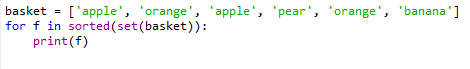 basket = ['apple', 'orange', 'apple', 'pear', 'orange', 'banana']
for f in sorted(set(basket)):
    print(f)